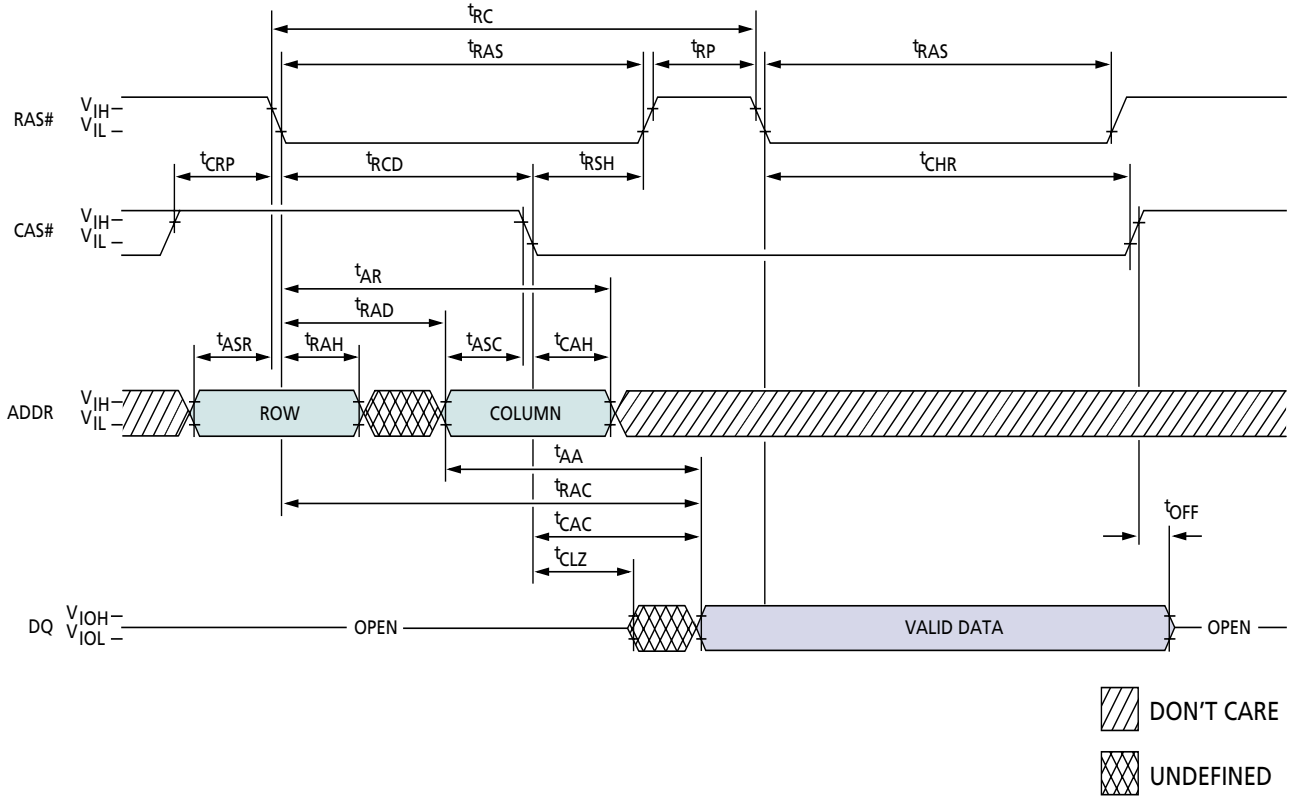 tRC
tRAS tRP tRAS
RAS# VIH
VIL
tCRP tRCD tRSH tCHR
CAS# VIH
VIL
tAR
tRAD
tASR tRAH tASC tCAH
ADDR VIH
VIL
ROW COLUMN
tAA
tRAC
tCAC tOFF
tCLZ
DQ VIOH
VIOL
OPEN VALID DATA OPEN
DON'T CARE
UNDEFINED